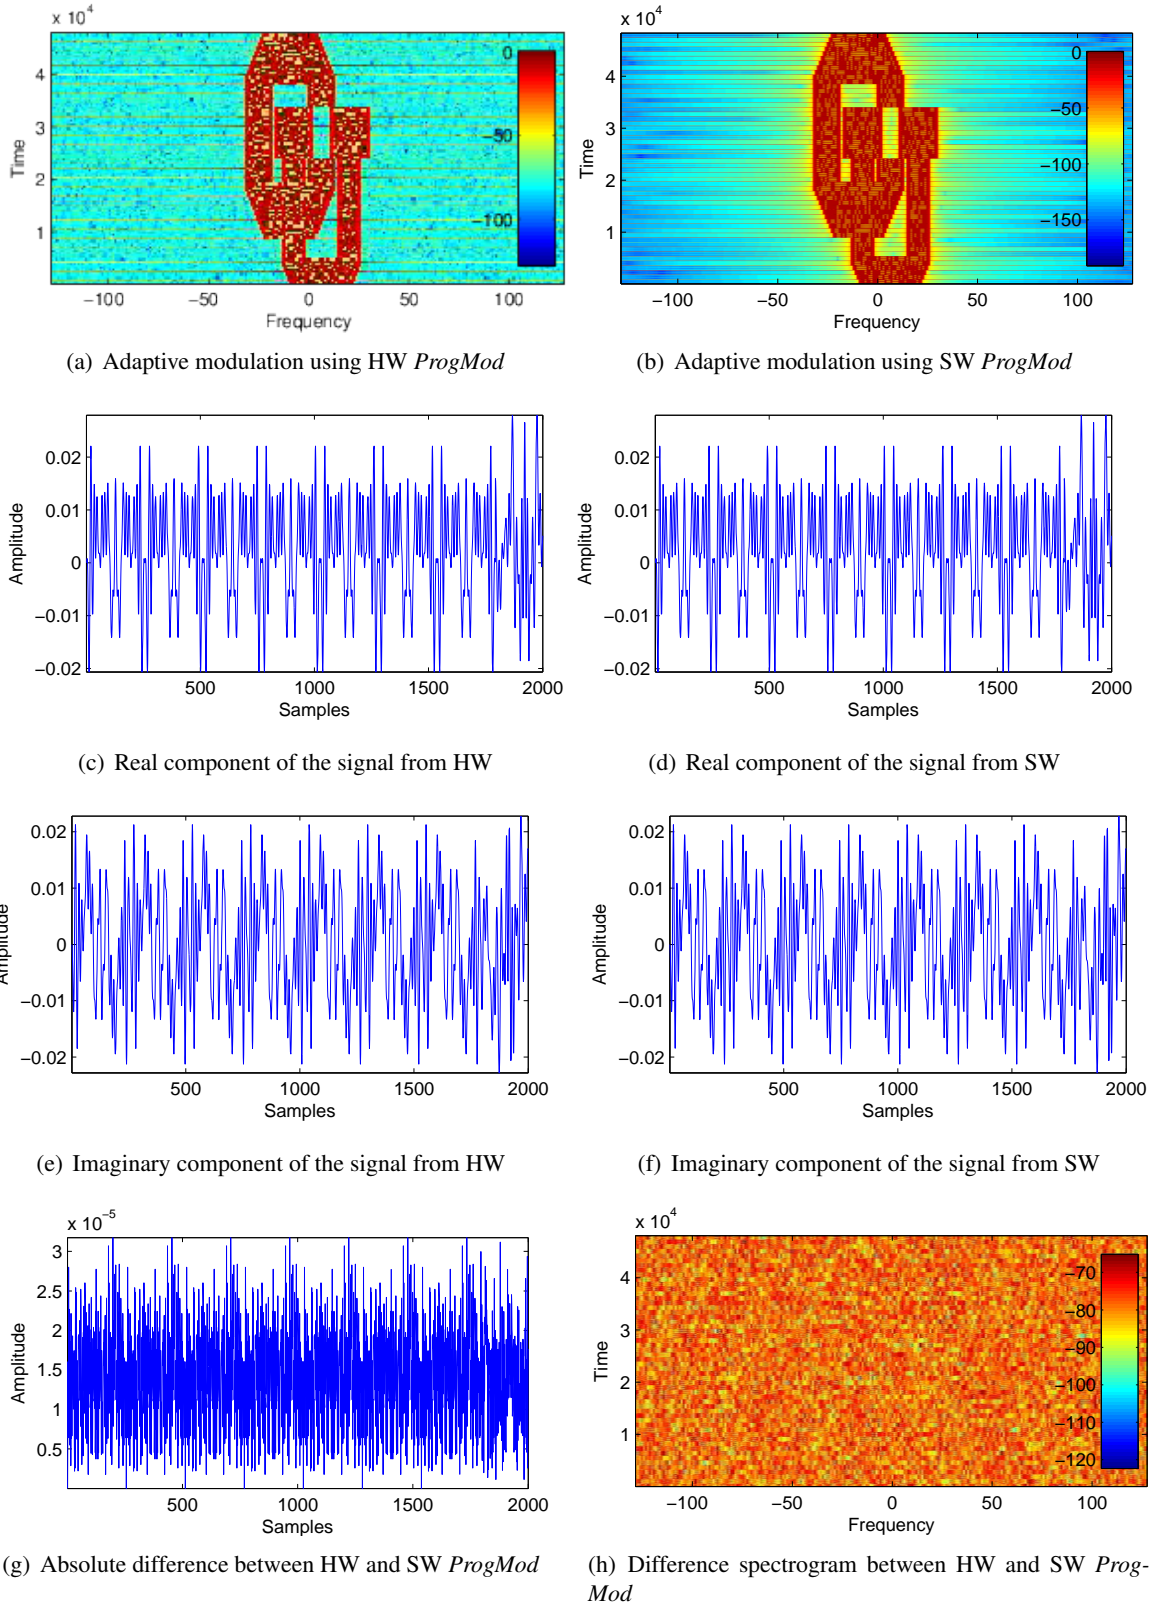 x 10⁴
0
−50
−100
4
3
2
1
Time
−100
−50
0
50
100
Frequency
(a) Adaptive modulation using HW ProgMod
x 10⁴
0
−50
−100
−150
4
3
2
1
Time
−100
−50
0
50
100
Frequency
(b) Adaptive modulation using SW ProgMod
0.02
0.01
0
−0.01
−0.02
Amplitude
500
1000
1500
2000
Samples
(c) Real component of the signal from HW
0.02
0.01
0
−0.01
−0.02
Amplitude
500
1000
1500
2000
Samples
(d) Real component of the signal from SW
0.02
0.01
0
−0.01
−0.02
Amplitude
500
1000
1500
2000
Samples
(e) Imaginary component of the signal from HW
0.02
0.01
0
−0.01
−0.02
Amplitude
500
1000
1500
2000
Samples
(f) Imaginary component of the signal from SW
x 10⁻⁵
3
2.5
2
1.5
1
0.5
Amplitude
500
1000
1500
2000
Samples
(g) Absolute difference between HW and SW ProgMod
x 10⁴
−70
−80
−90
−100
−110
−120
4
3
2
1
Time
−100
−50
0
50
100
Frequency
(h) Difference spectrogram between HW and SW Prog-
Mod